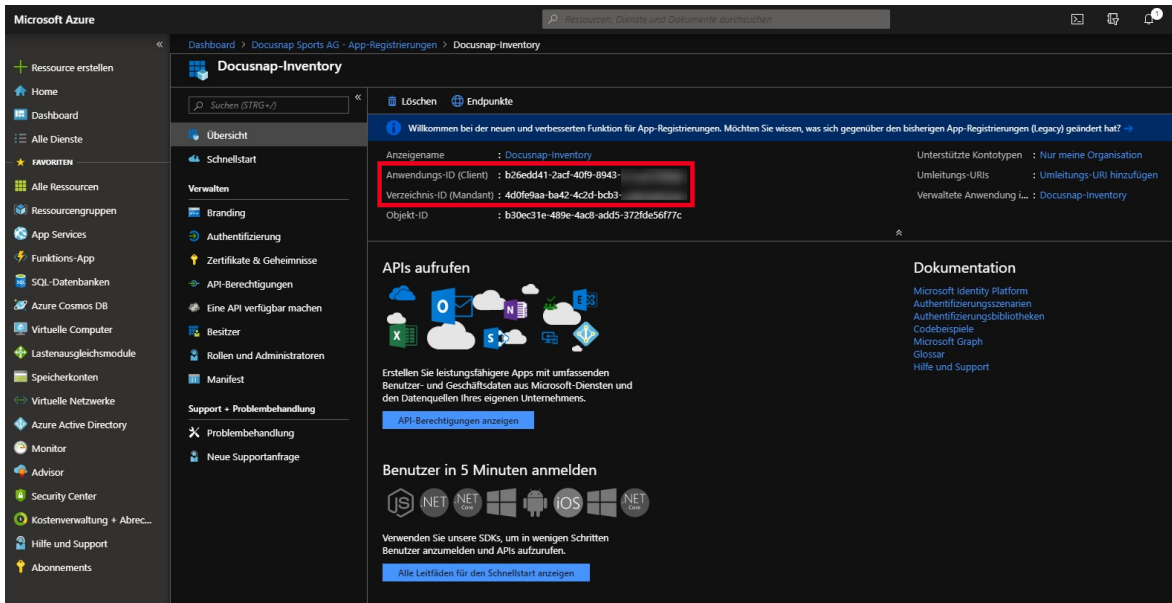 Microsoft Azure
Ressourcen, Dienste und Dokumente durchsuchen
1
«
Dashboard > Docusnap Sports AG - App-Registrierungen > Docusnap-Inventory
Ressource erstellen
Home
Dashboard
Alle Dienste
FAVORITEN
Alle Ressourcen
Ressourcengruppen
App Services
Funktions-App
SQL-Datenbanken
Azure Cosmos DB
Virtuelle Computer
Lastenausgleichsmodule
Speicherkonten
Virtuelle Netzwerke
Azure Active Directory
Monitor
Advisor
Security Center
Kostenverwaltung + Abrec...
Hilfe und Support
Abonnements
Docusnap-Inventory
Suchen (STRG+/)
«
Übersicht
Schnellstart
Verwalten
Branding
Authentifizierung
Zertifikate & Geheimnisse
API-Berechtigungen
Eine API verfügbar machen
Besitzer
Rollen und Administratoren
Manifest
Support + Problembehandlung
Problembehandlung
Neue Supportanfrage
Löschen Endpunkte
Willkommen bei der neuen und verbesserten Funktion für App-Registrierungen. Möchten Sie wissen, was sich gegenüber den bisherigen App-Registrierungen (Legacy) geändert hat? →
Anzeigename : Docusnap-Inventory
Anwendungs-ID (Client) : b26edd41-2acf-40f9-8943-
Verzeichnis-ID (Mandant) : 4d0fe9aa-ba42-4c2d-bcb3-
Objekt-ID : b30ec31e-489e-4ac8-add5-372fde56f77c
Unterstützte Kontotypen : Nur meine Organisation
Umleitungs-URIs : Umleitungs-URI hinzufügen
Verwaltete Anwendung i... : Docusnap-Inventory
APIs aufrufen
O
N
E
X
S
Erstellen Sie leistungsfähigere Apps mit umfassenden
Benutzer- und Geschäftsdaten aus Microsoft-Diensten und
den Datenquellen Ihres eigenen Unternehmens.
API-Berechtigungen anzeigen
Benutzer in 5 Minuten anmelden
JS .NET .NET Core iOS .NET Core
Verwenden Sie unsere SDKs, um in wenigen Schritten
Benutzer anzumelden und APIs aufzurufen.
Alle Leitfäden für den Schnellstart anzeigen
Dokumentation
Microsoft Identity Platform
Authentifizierungsszenarien
Authentifizierungsbibliotheken
Codebeispiele
Microsoft Graph
Glossar
Hilfe und Support